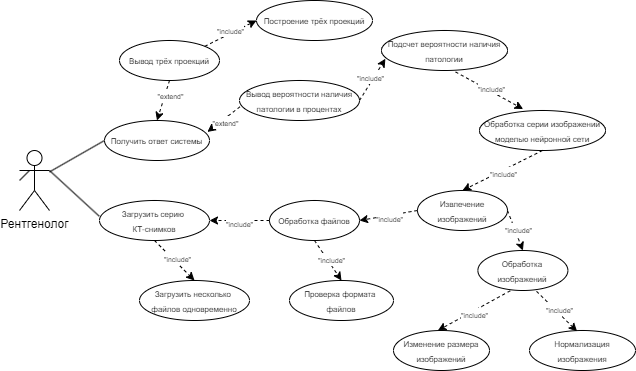 "include"
Построение трёх проекций
Вывод трёх проекций
Подсчет вероятности наличия
патологии
"include"
"extend"
Вывод вероятности наличия
патологии в процентах
"include"
"extend"
Обработка серии изображений
моделью нейронной сети
Получить ответ системы
"include"
Рентгенолог
Загрузить серию
КТ-снимков
"include"
Обработка файлов
"include"
Извлечение
изображений
"include"
"include"
"include"
Обработка
изображений
Загрузить несколько
файлов одновременно
Проверка формата
файлов
"include"
"include"
Изменение размера
изображений
Нормализация
изображения